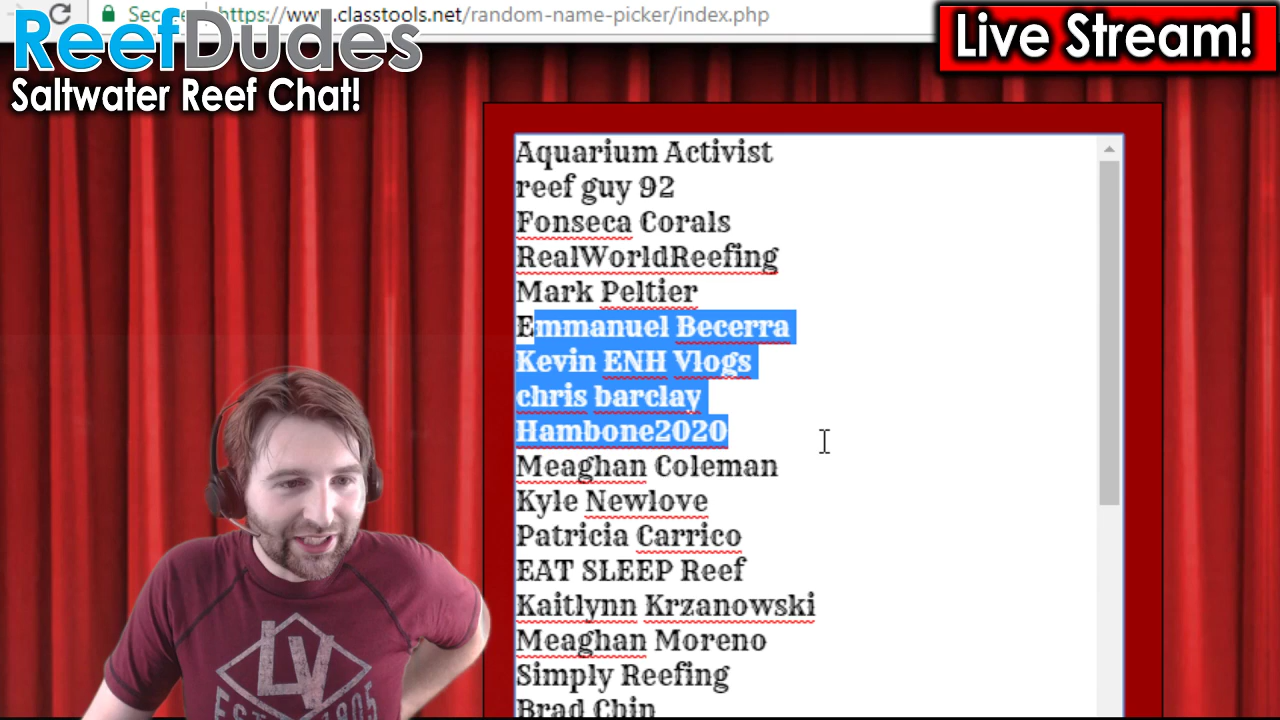 https://www.classtools.net/random-name-picker/index.php
ReefDudes
Saltwater Reef Chat!
Live Stream!
Aquarium Activist
reef guy 92
Fonseca Corals
RealWorldReefing
Mark Peltier
Emmanuel Becerra
Kevin ENH Vlogs
chris barclay
Hambone2020
Meaghan Coleman
Kyle Newlove
Patricia Carrico
EAT SLEEP Reef
Kaitlynn Krzanowski
Meaghan Moreno
Simply Reefing
Brad Chin
LV